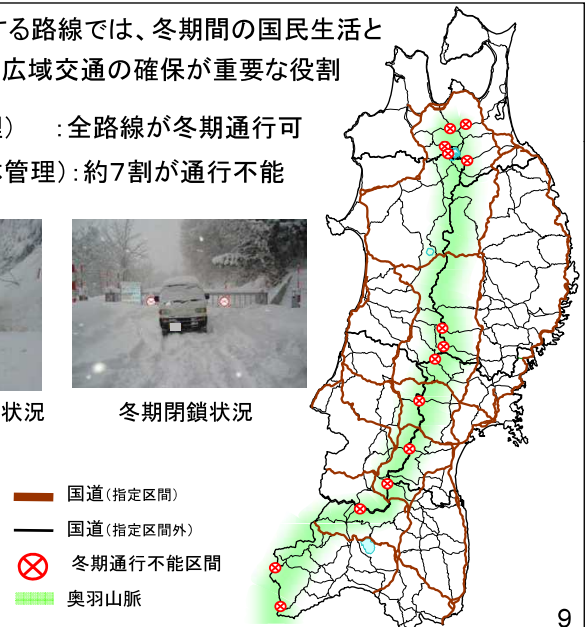 する路線では、冬期間の国民生活と
広域交通の確保が重要な役割
理) :全路線が冬期通行可
管理):約7割が通行不能
状況
冬期閉鎖状況
国道(指定区間)
国道(指定区間外)
冬期通行不能区間
奥羽山脈
9